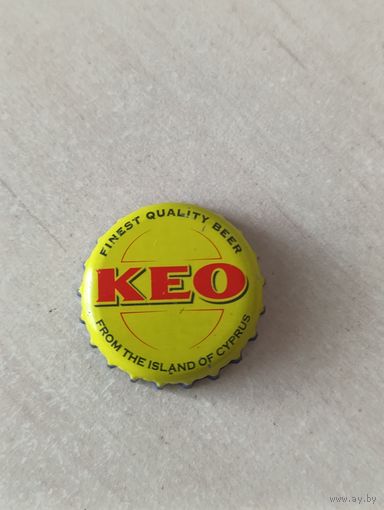 FINEST QUALITY BEER
KEO
FROM THE ISLAND OF CYPRUS
www.ay.by